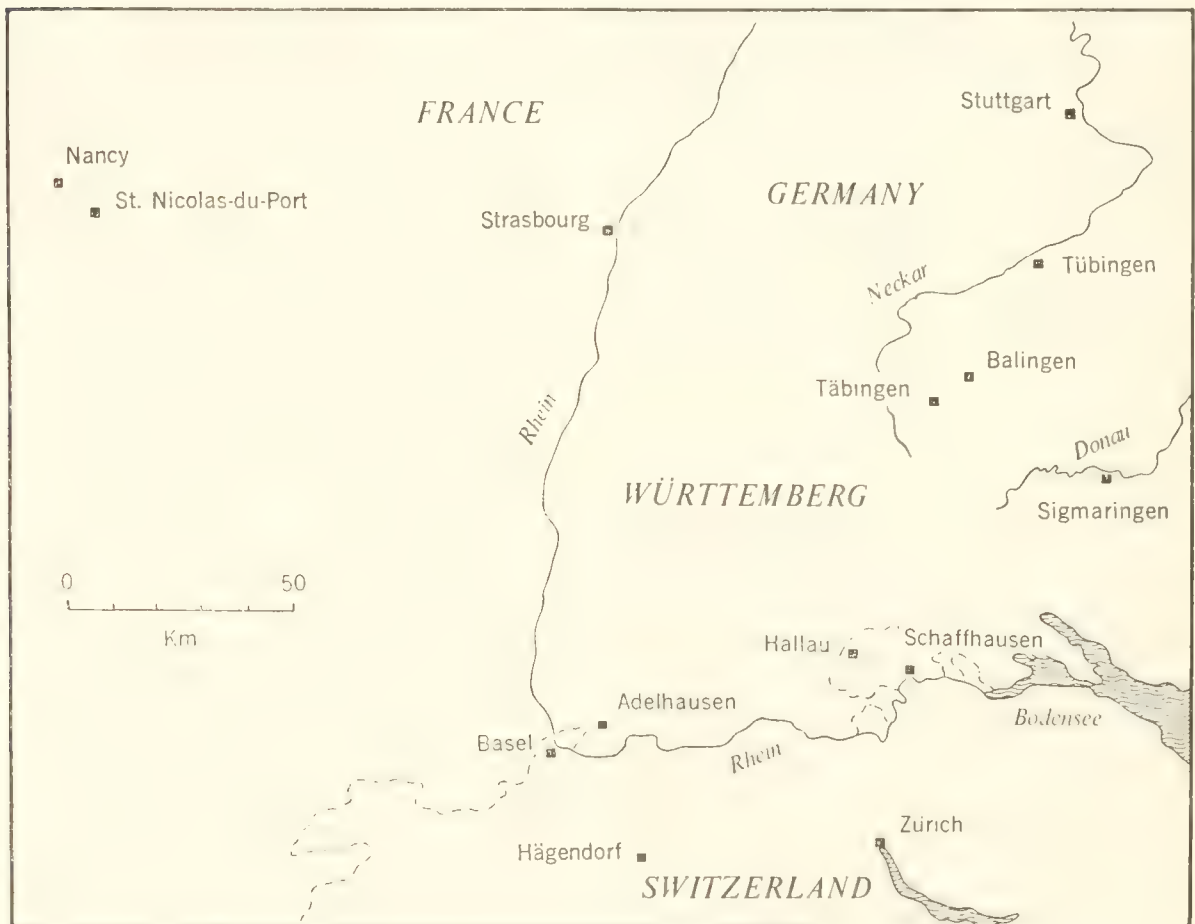 FRANCE
Stuttgart
Nancy
St. Nicolas-du-Port
GERMANY
Strasbourg
Tübingen
Neckar
Balingen
Täbingen
Rhein
Donau
WÜRTTEMBERG
Sigmaringen
0 50
Km
Hallau
Schaffhausen
Adelhausen
Bodensee
Basel
Rhein
Zürich
Hägendorf
SWITZERLAND